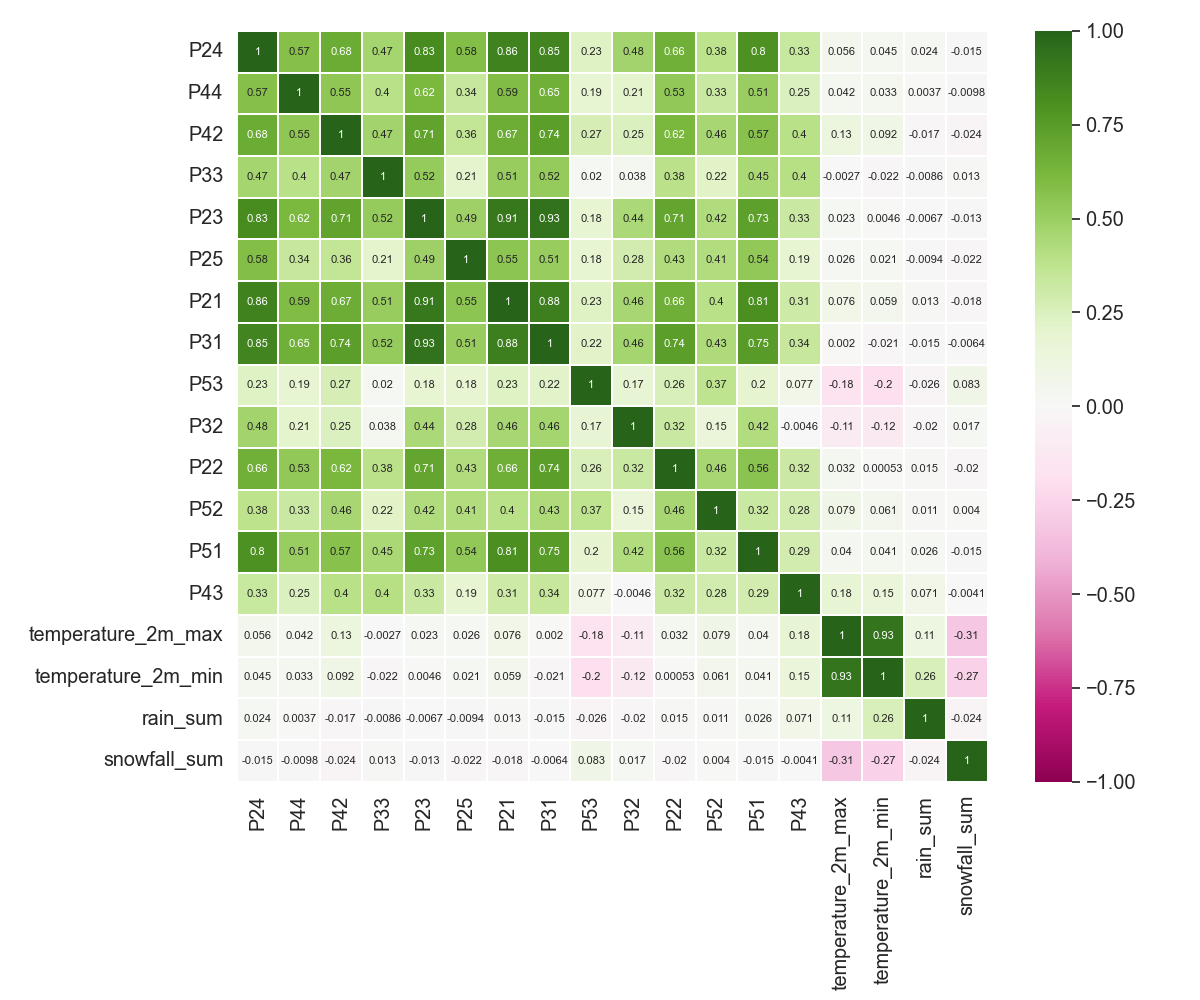 P24 1 0.57 0.68 0.47 0.83 0.58 0.86 0.85 0.23 0.48 0.66 0.38 0.8 0.33 0.056 0.045 0.024 -0.015
P44 0.57 1 0.55 0.4 0.62 0.34 0.59 0.65 0.19 0.21 0.53 0.33 0.51 0.25 0.042 0.033 0.0037 -0.0098
P42 0.68 0.55 1 0.47 0.71 0.36 0.67 0.74 0.27 0.25 0.62 0.46 0.57 0.4 0.13 0.092 -0.017 -0.024
P33 0.47 0.4 0.47 1 0.52 0.21 0.51 0.52 0.02 0.038 0.38 0.22 0.45 0.4 -0.0027 -0.022 -0.0086 0.013
P23 0.83 0.62 0.71 0.52 1 0.49 0.91 0.93 0.18 0.44 0.71 0.42 0.73 0.33 0.023 0.0046 -0.0067 -0.013
P25 0.58 0.34 0.36 0.21 0.49 1 0.55 0.51 0.18 0.28 0.43 0.41 0.54 0.19 0.026 0.021 -0.0094 -0.022
P21 0.86 0.59 0.67 0.51 0.91 0.55 1 0.88 0.23 0.46 0.66 0.4 0.81 0.31 0.076 0.059 0.013 -0.018
P31 0.85 0.65 0.74 0.52 0.93 0.51 0.88 1 0.22 0.46 0.74 0.43 0.75 0.34 0.002 -0.021 -0.015 -0.0064
P53 0.23 0.19 0.27 0.02 0.18 0.18 0.23 0.22 1 0.17 0.26 0.37 0.2 0.077 -0.18 -0.2 -0.026 0.083
P32 0.48 0.21 0.25 0.038 0.44 0.28 0.46 0.46 0.17 1 0.32 0.15 0.42 -0.0046 -0.11 -0.12 -0.02 0.017
P22 0.66 0.53 0.62 0.38 0.71 0.43 0.66 0.74 0.26 0.32 1 0.46 0.56 0.32 0.032 0.00053 0.015 -0.02
P52 0.38 0.33 0.46 0.22 0.42 0.41 0.4 0.43 0.37 0.15 0.46 1 0.32 0.28 0.079 0.061 0.011 0.004
P51 0.8 0.51 0.57 0.45 0.73 0.54 0.81 0.75 0.2 0.42 0.56 0.32 1 0.29 0.04 0.041 0.026 -0.015
P43 0.33 0.25 0.4 0.4 0.33 0.19 0.31 0.34 0.077 -0.0046 0.32 0.28 0.29 1 0.18 0.15 0.071 -0.0041
temperature_2m_max 0.056 0.042 0.13 -0.0027 0.023 0.026 0.076 0.002 -0.18 -0.11 0.032 0.079 0.04 0.18 1 0.93 0.11 -0.31
temperature_2m_min 0.045 0.033 0.092 -0.022 0.0046 0.021 0.059 -0.021 -0.2 -0.12 0.00053 0.061 0.041 0.15 0.93 1 0.26 -0.27
rain_sum 0.024 0.0037 -0.017 -0.0086 -0.0067 -0.0094 0.013 -0.015 -0.026 -0.02 0.015 0.011 0.026 0.071 0.11 0.26 1 -0.024
snowfall_sum -0.015 -0.0098 -0.024 0.013 -0.013 -0.022 -0.018 -0.0064 0.083 0.017 -0.02 0.004 -0.015 -0.0041 -0.31 -0.27 -0.024 1
P24 P44 P42 P33 P23 P25 P21 P31 P53 P32 P22 P52 P51 P43 temperature_2m_max temperature_2m_min rain_sum snowfall_sum
1.00
0.75
0.50
0.25
0.00
−0.25
−0.50
−0.75
−1.00